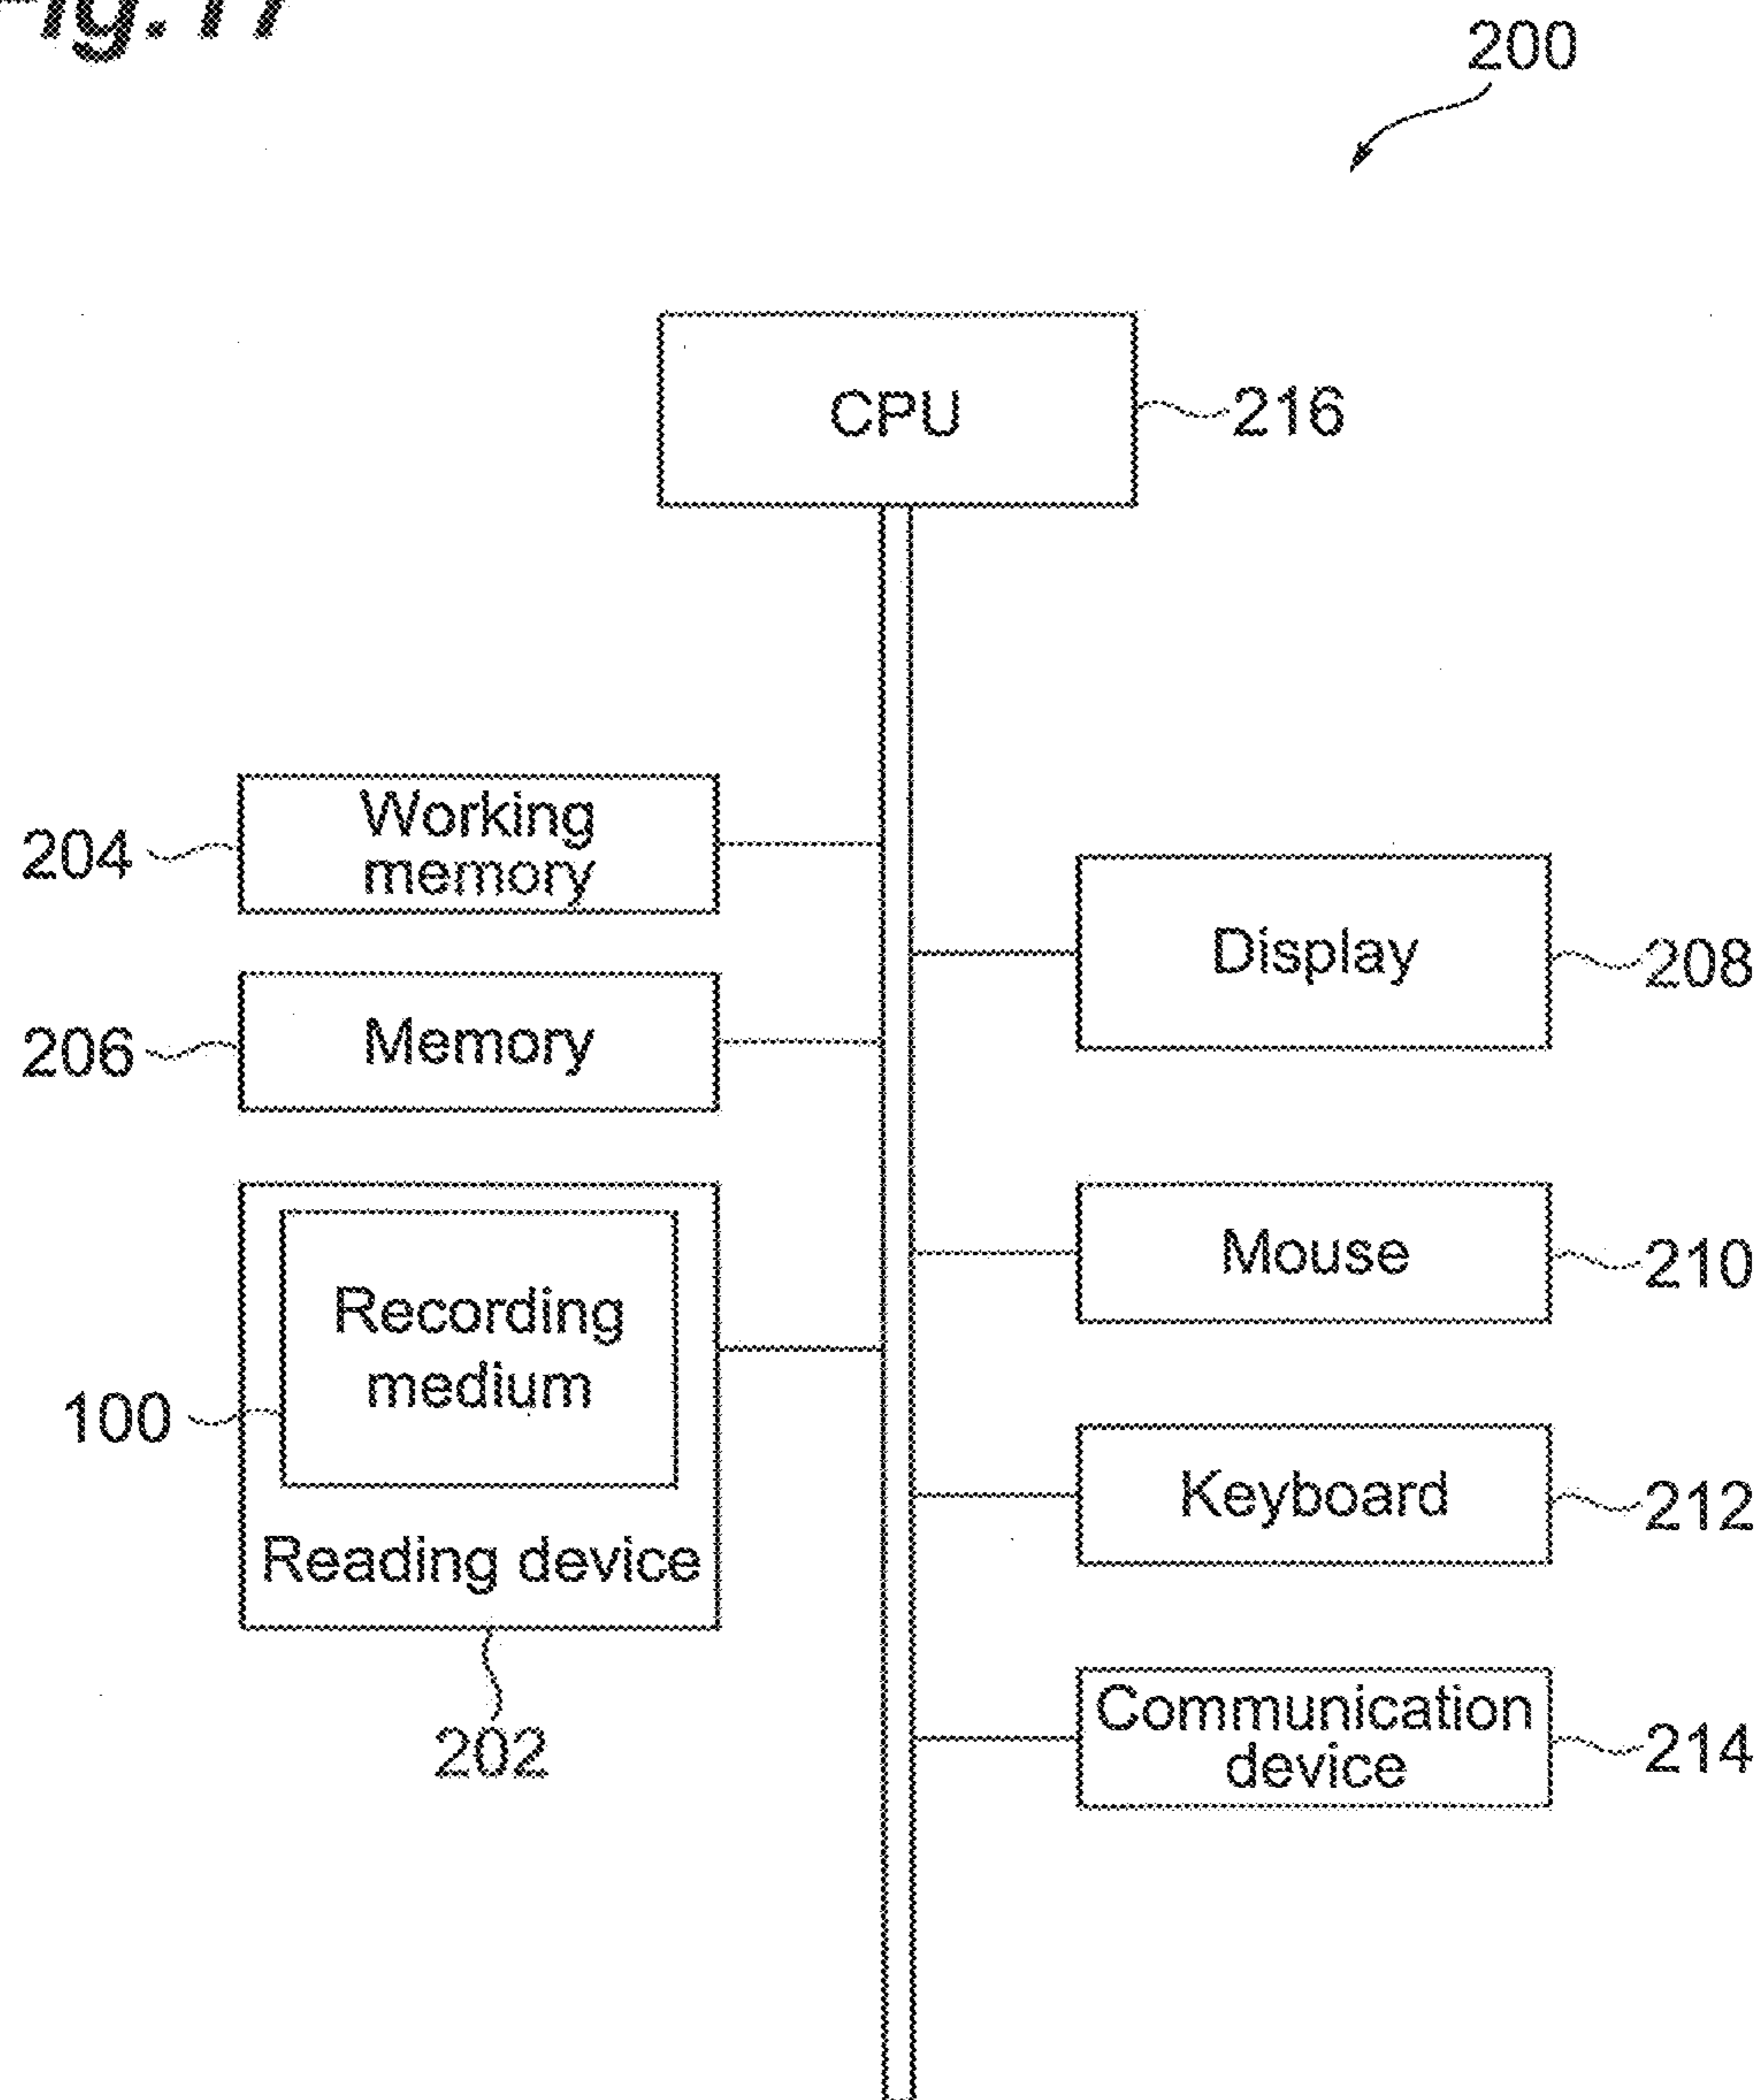 200
CPU
216
Working
memory
204
Display
208
Memory
206
Mouse
210
Recording
medium
100
Keyboard
212
Reading device
202
Communication
device
214